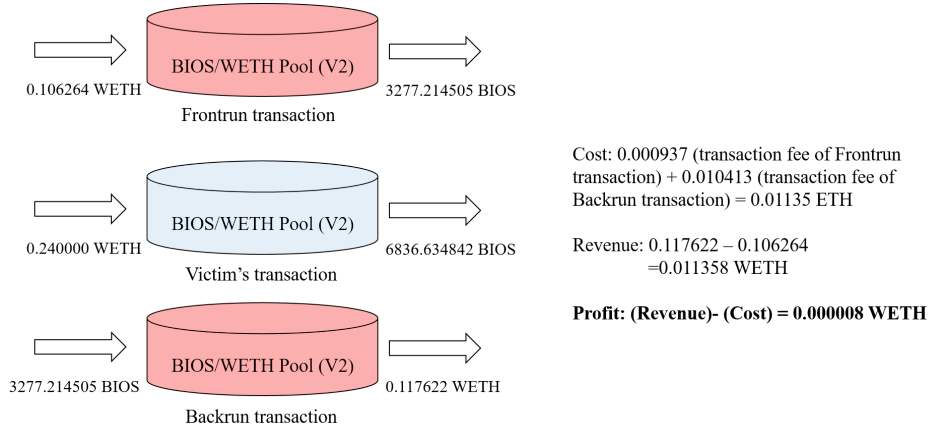 BIOS/WETH Pool (V2)
0.106264 WETH
3277.214505 BIOS
Frontrun transaction
BIOS/WETH Pool (V2)
0.240000 WETH
6836.634842 BIOS
Victim's transaction
BIOS/WETH Pool (V2)
3277.214505 BIOS
0.117622 WETH
Backrun transaction
Cost: 0.000937 (transaction fee of Frontrun
transaction) + 0.010413 (transaction fee of
Backrun transaction) = 0.01135 ETH
Revenue: 0.117622 – 0.106264
=0.011358 WETH
Profit: (Revenue)- (Cost) = 0.000008 WETH